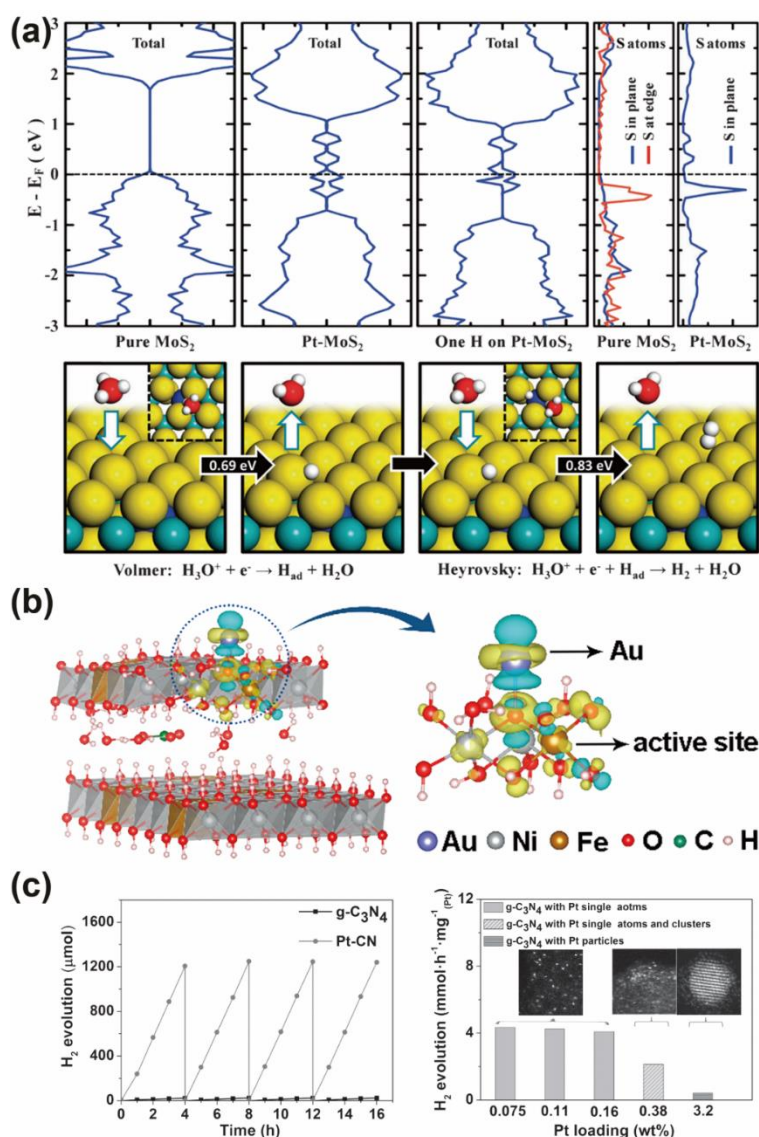 (a)
3
2
1
0
-1
-2
-3
E - E_F ( eV )
Total
Total
Total
S atoms
S in plane
S at edge
S atoms
S in plane
Pure MoS₂
Pt-MoS₂
One H on Pt-MoS₂
Pure MoS₂
Pt-MoS₂
0.69 eV
0.83 eV
Volmer: H₃O⁺ + e⁻ → H_ad + H₂O
Heyrovsky: H₃O⁺ + e⁻ + H_ad → H₂ + H₂O
(b)
Au
active site
Au Ni Fe O C H
(c)
H₂ evolution (μmol)
1600
1200
800
400
0
g-C₃N₄
Pt-CN
0 2 4 6 8 10 12 14 16
Time (h)
H₂ evolution (mmol·h⁻¹·mg⁻¹(Pt))
12
8
4
0
g-C₃N₄ with Pt single aotms
g-C₃N₄ with Pt single atoms and clusters
g-C₃N₄ with Pt particles
0.075 0.11 0.16 0.38 3.2
Pt loading (wt%)